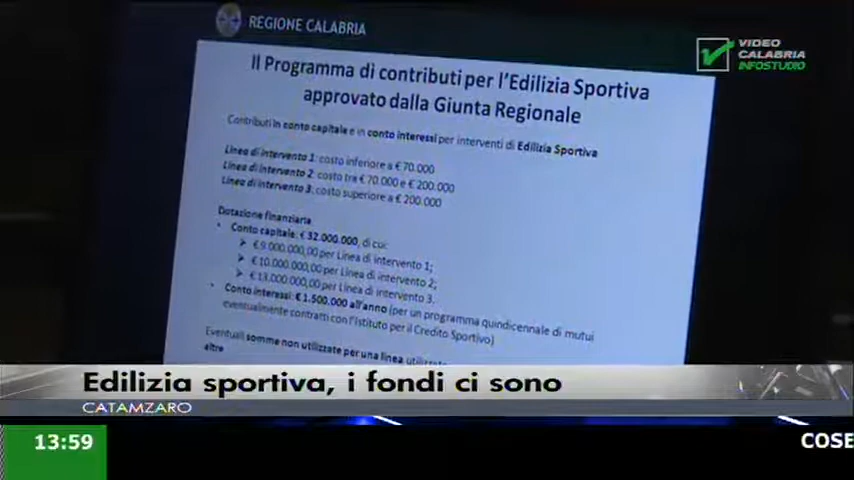 REGIONE CALABRIA
VIDEO
CALABRIA
INFOSTUDIO
Il Programma di contributi per l'Edilizia Sportiva
approvato dalla Giunta Regionale
Contributi in conto capitale e in conto interessi per interventi di Edilizia Sportiva
Linea di intervento 1: costo inferiore a € 70.000
Linea di intervento 2: costo tra € 70.000 e € 200.000
Linea di intervento 3: costo superiore a € 200.000
Dotazione finanziaria
• Conto capitale: € 32.000.000, di cui:
➢ € 9.000.000,00 per Linea di intervento 1;
➢ € 10.000.000,00 per Linea di intervento 2;
➢ € 13.000.000,00 per Linea di intervento 3.
• Conto interessi: € 1.500.000 all'anno (per un programma quindicennale di mutui
eventualmente contratti con l'Istituto per il Credito Sportivo)
Eventuali somme non utilizzate per una linea
altre
Edilizia sportiva, i fondi ci sono
CATAMZARO
13:59
COSE